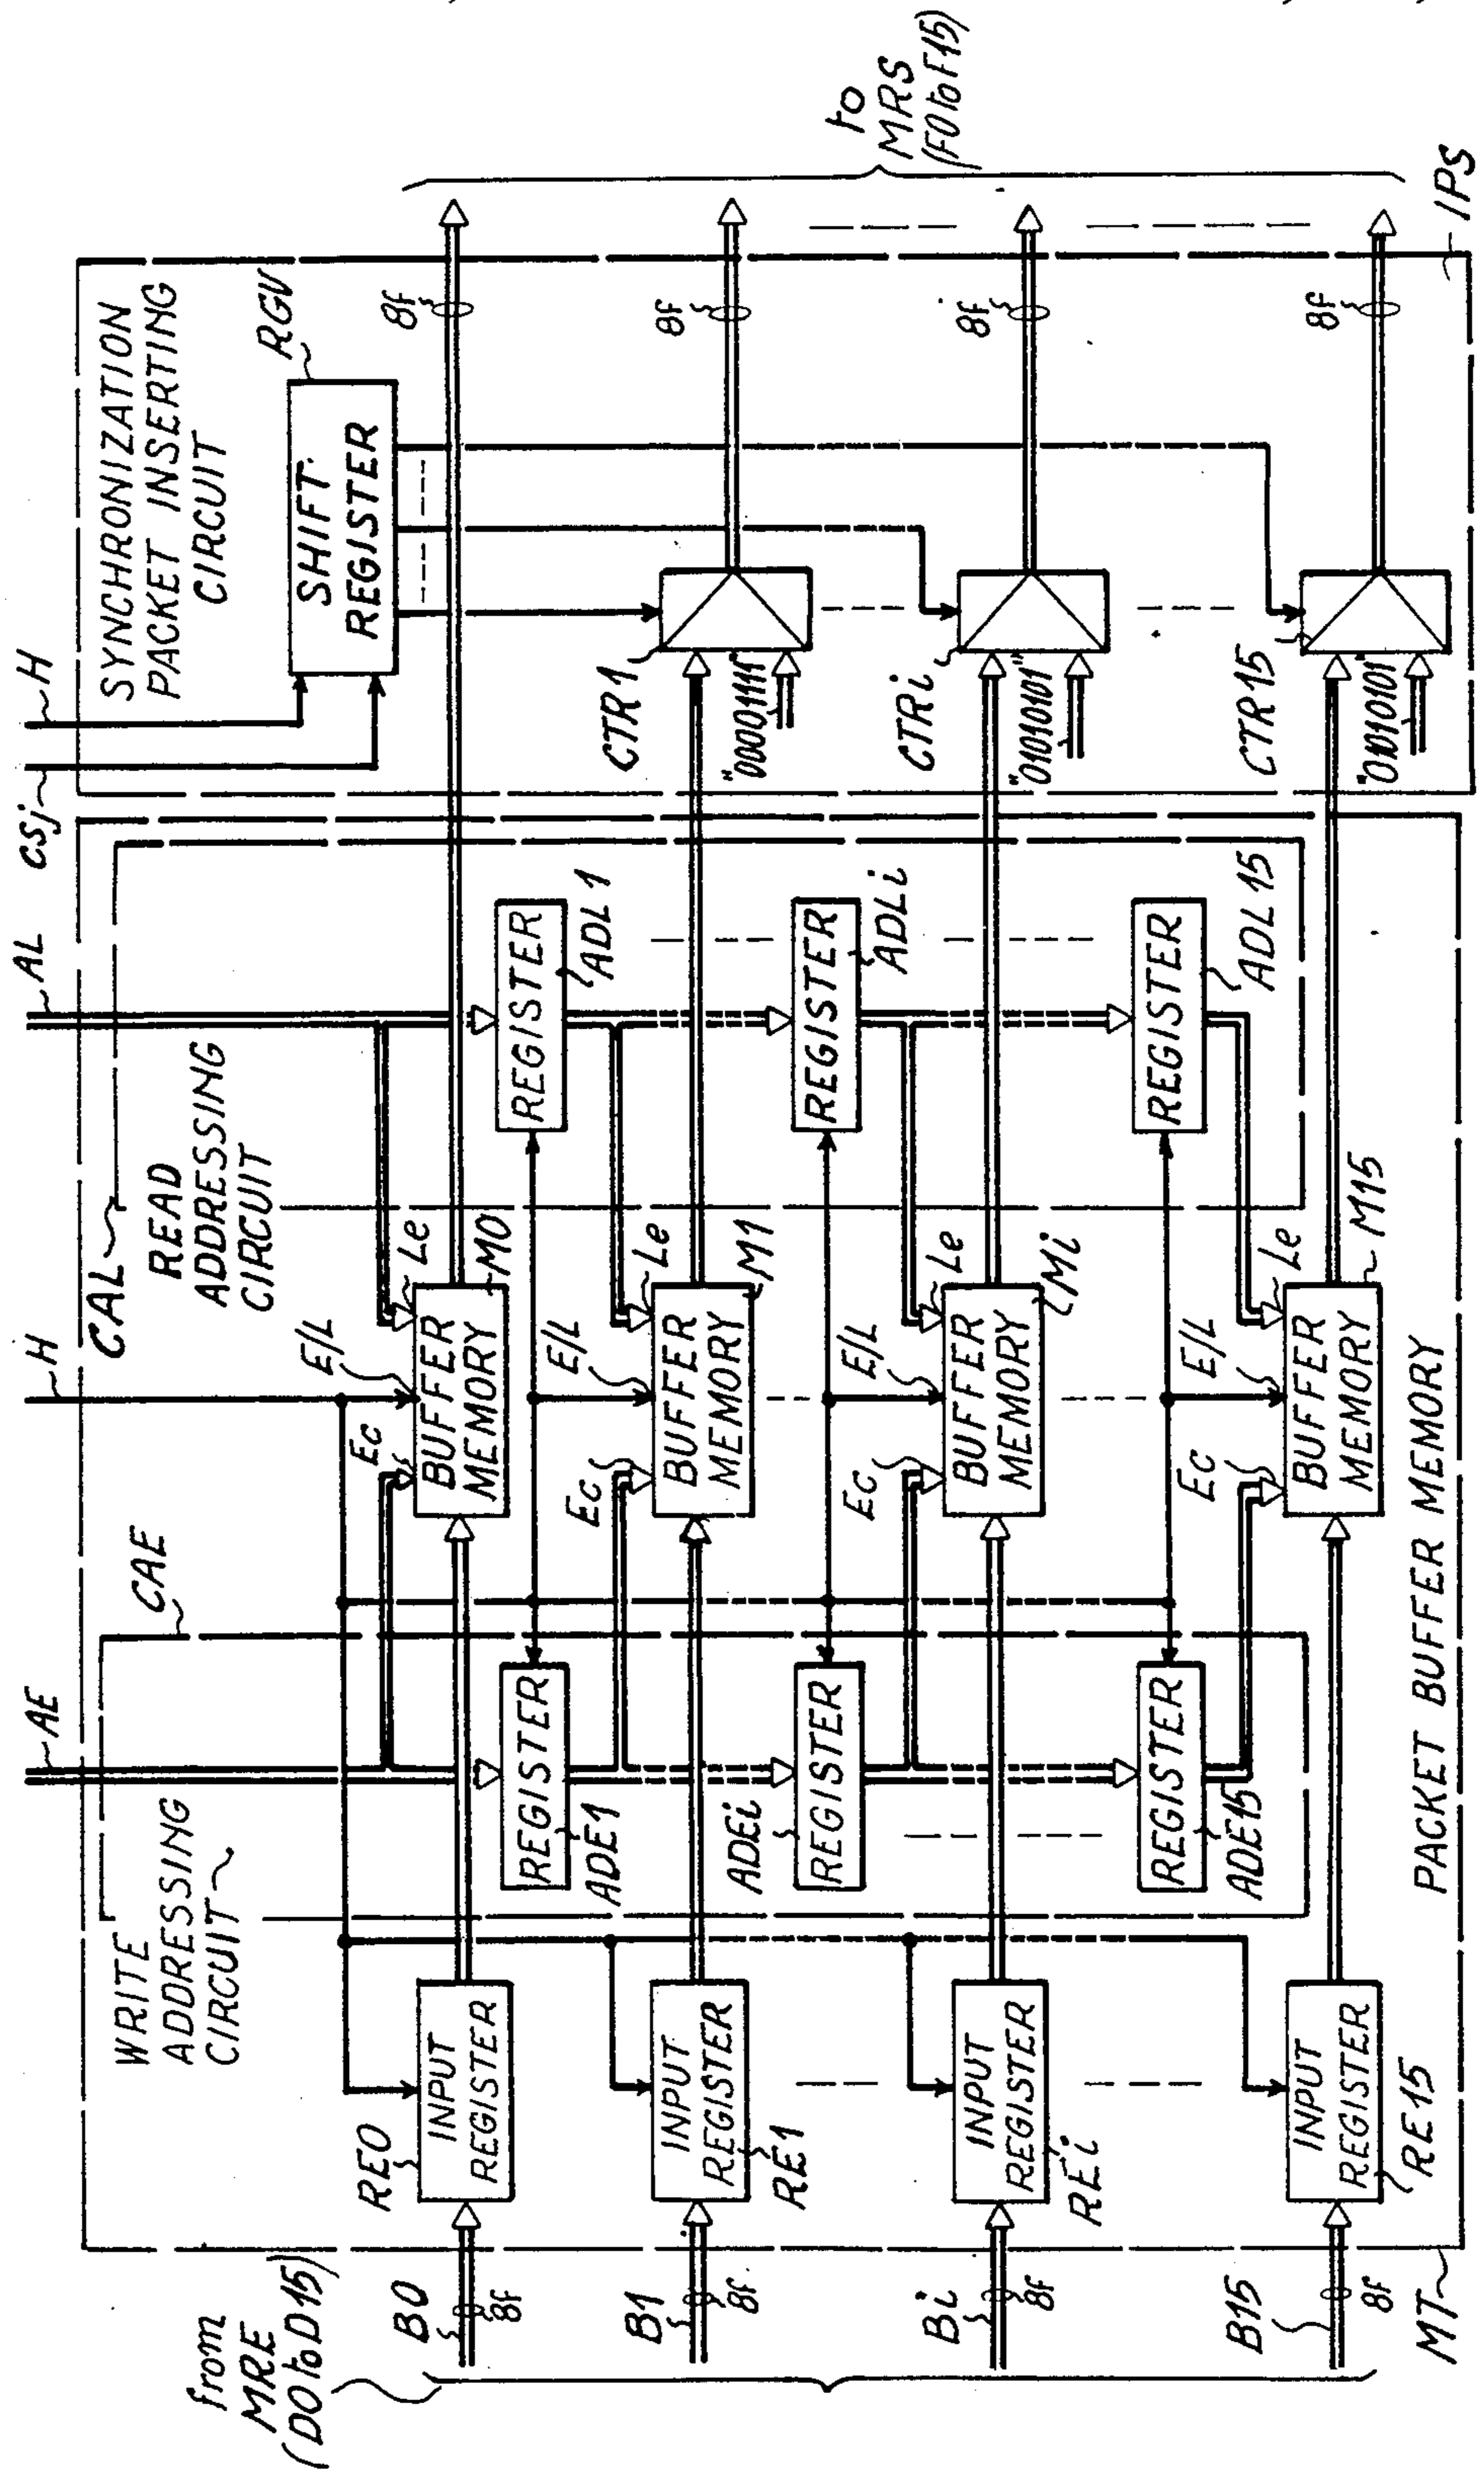 from
MRE
(D0 to D15)
B0
8f
B1
8f
Bi
8f
B15
8f
MT
RE0
INPUT
REGISTER
RE1
INPUT
REGISTER
REi
INPUT
REGISTER
RE15
INPUT
REGISTER
WRITE
ADDRESSING
CIRCUIT
AE
CAE
REGISTER
ADE1
REGISTER
ADEi
REGISTER
ADE15
PACKET BUFFER MEMORY
H
Ec
E/L
Le
BUFFER
MEMORY
M0
Ec
E/L
Le
BUFFER
MEMORY
M1
Ec
E/L
Le
BUFFER
MEMORY
Mi
Ec
E/L
Le
BUFFER
MEMORY
M15
CAL
READ
ADDRESSING
CIRCUIT
AL
REGISTER
ADL1
REGISTER
ADLi
REGISTER
ADL15
CSj
H
SYNCHRONIZATION
PACKET INSERTING
CIRCUIT
SHIFT
REGISTER
RGV
CTR1
"00001111"
CTRi
"01010101"
CTR15
"01010101"
8f
8f
8f
8f
to
MRS
(F0 to F15)
IPS